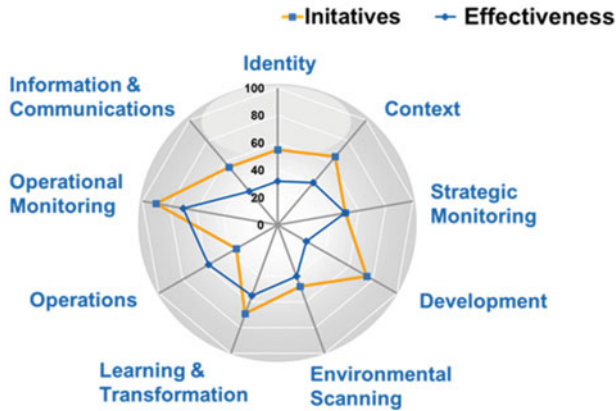 Initatives Effectiveness
Identity
Information &
Communications
Context
100
80
60
40
20
0
Operational
Monitoring
Strategic
Monitoring
Operations
Development
Learning &
Transformation
Environmental
Scanning